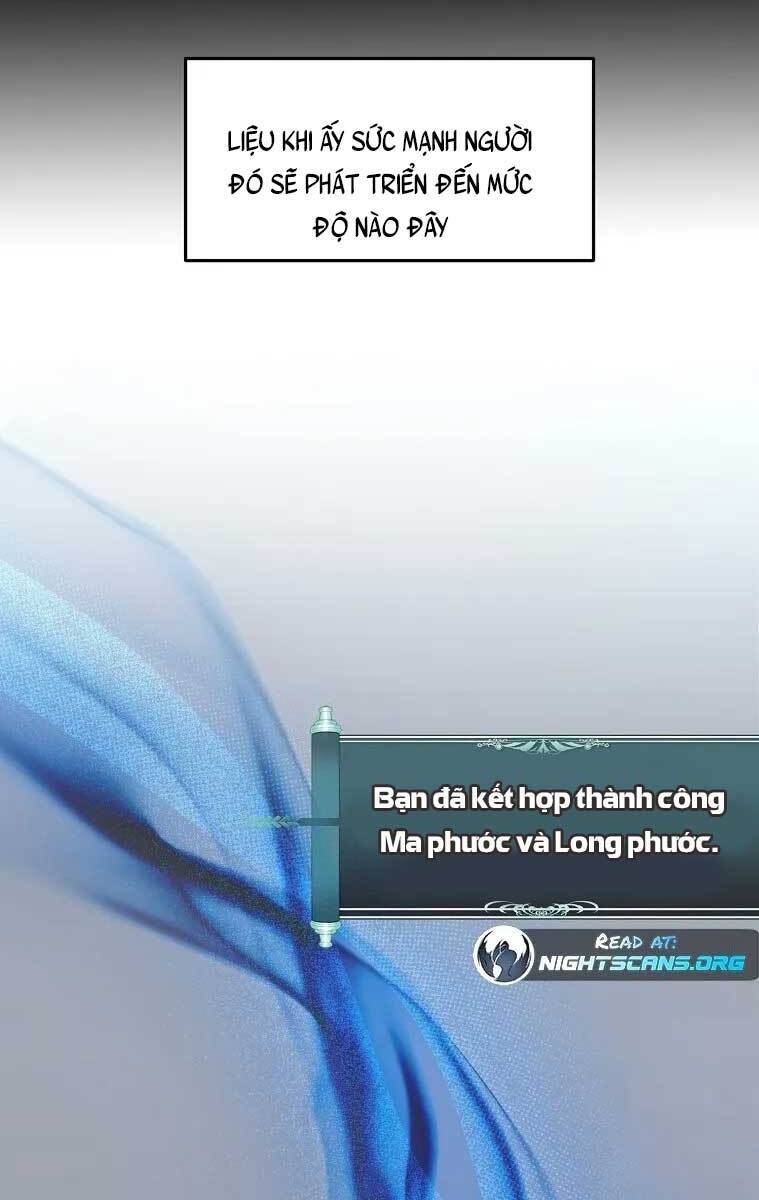 LIỆU KHI ẤY SỨC MẠNH NGƯỜI
ĐÓ SẼ PHÁT TRIỂN ĐẾN MỨC
ĐỘ NÀO ĐÂY
Bạn đã kết hợp thành công
Ma phước và Long phước.
READ AT:
NIGHTSCANS.ORG